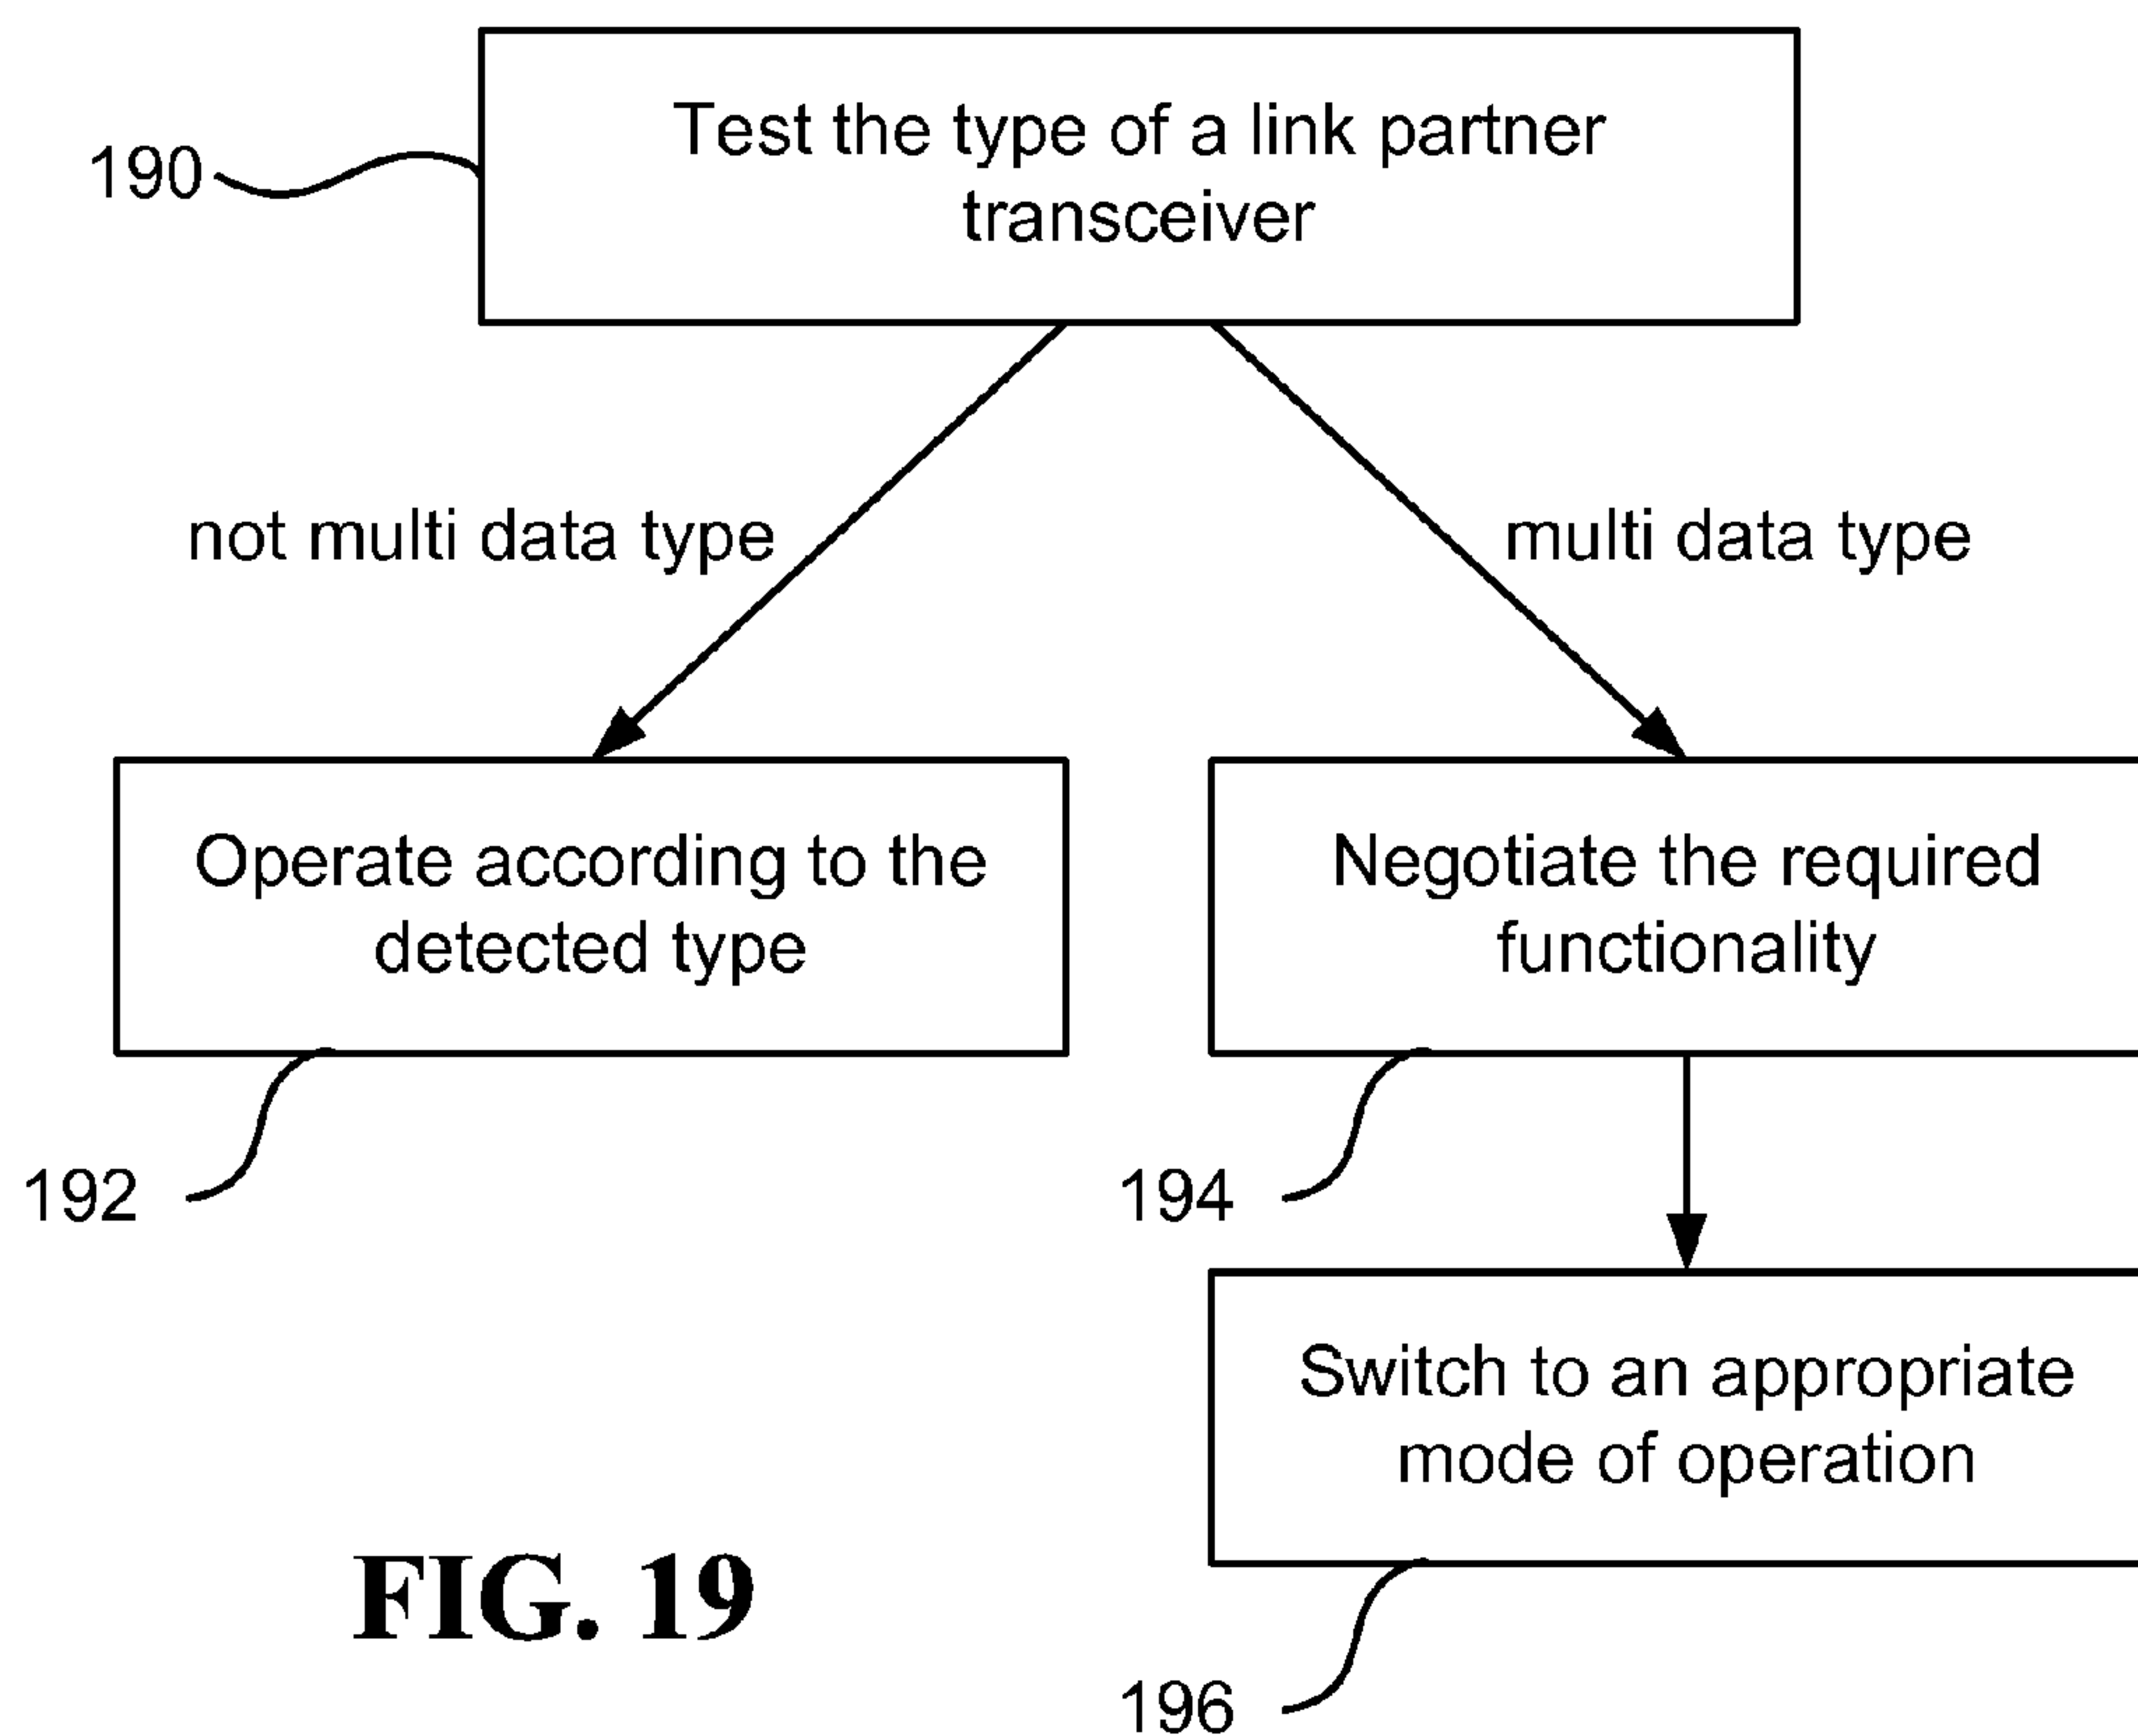 Test the type of a link partner
transceiver
190
not multi data type
multi data type
Operate according to the
detected type
Negotiate the required
functionality
192
194
Switch to an appropriate
mode of operation
FIG. 19
196